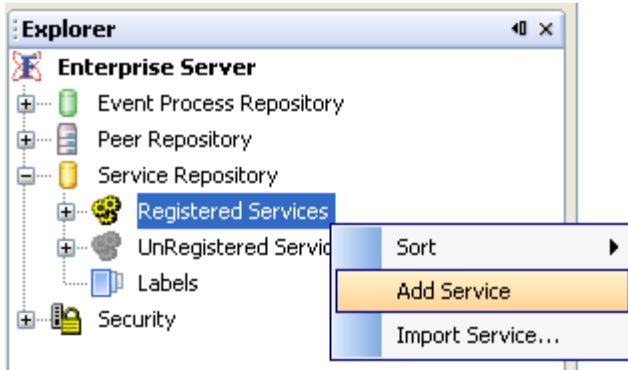 Explorer
Enterprise Server
Event Process Repository
Peer Repository
Service Repository
Registered Services
UnRegistered Servic
Labels
Security
Sort
Add Service
Import Service...